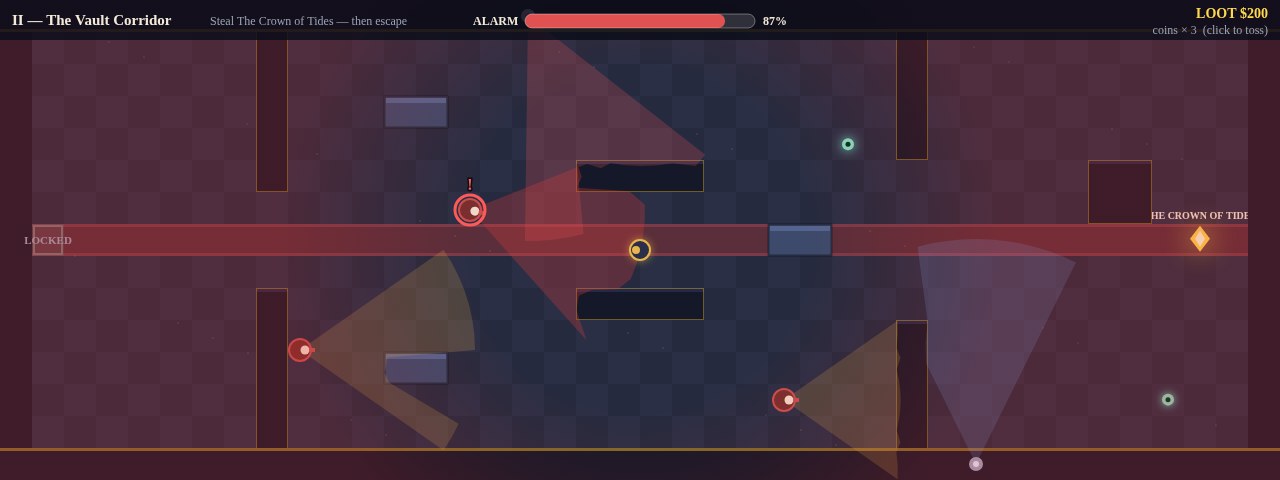 II — The Vault Corridor
Steal The Crown of Tides — then escape
ALARM
87%
LOOT $200
coins × 3 (click to toss)
!
HE CROWN OF TIDE
LOCKED